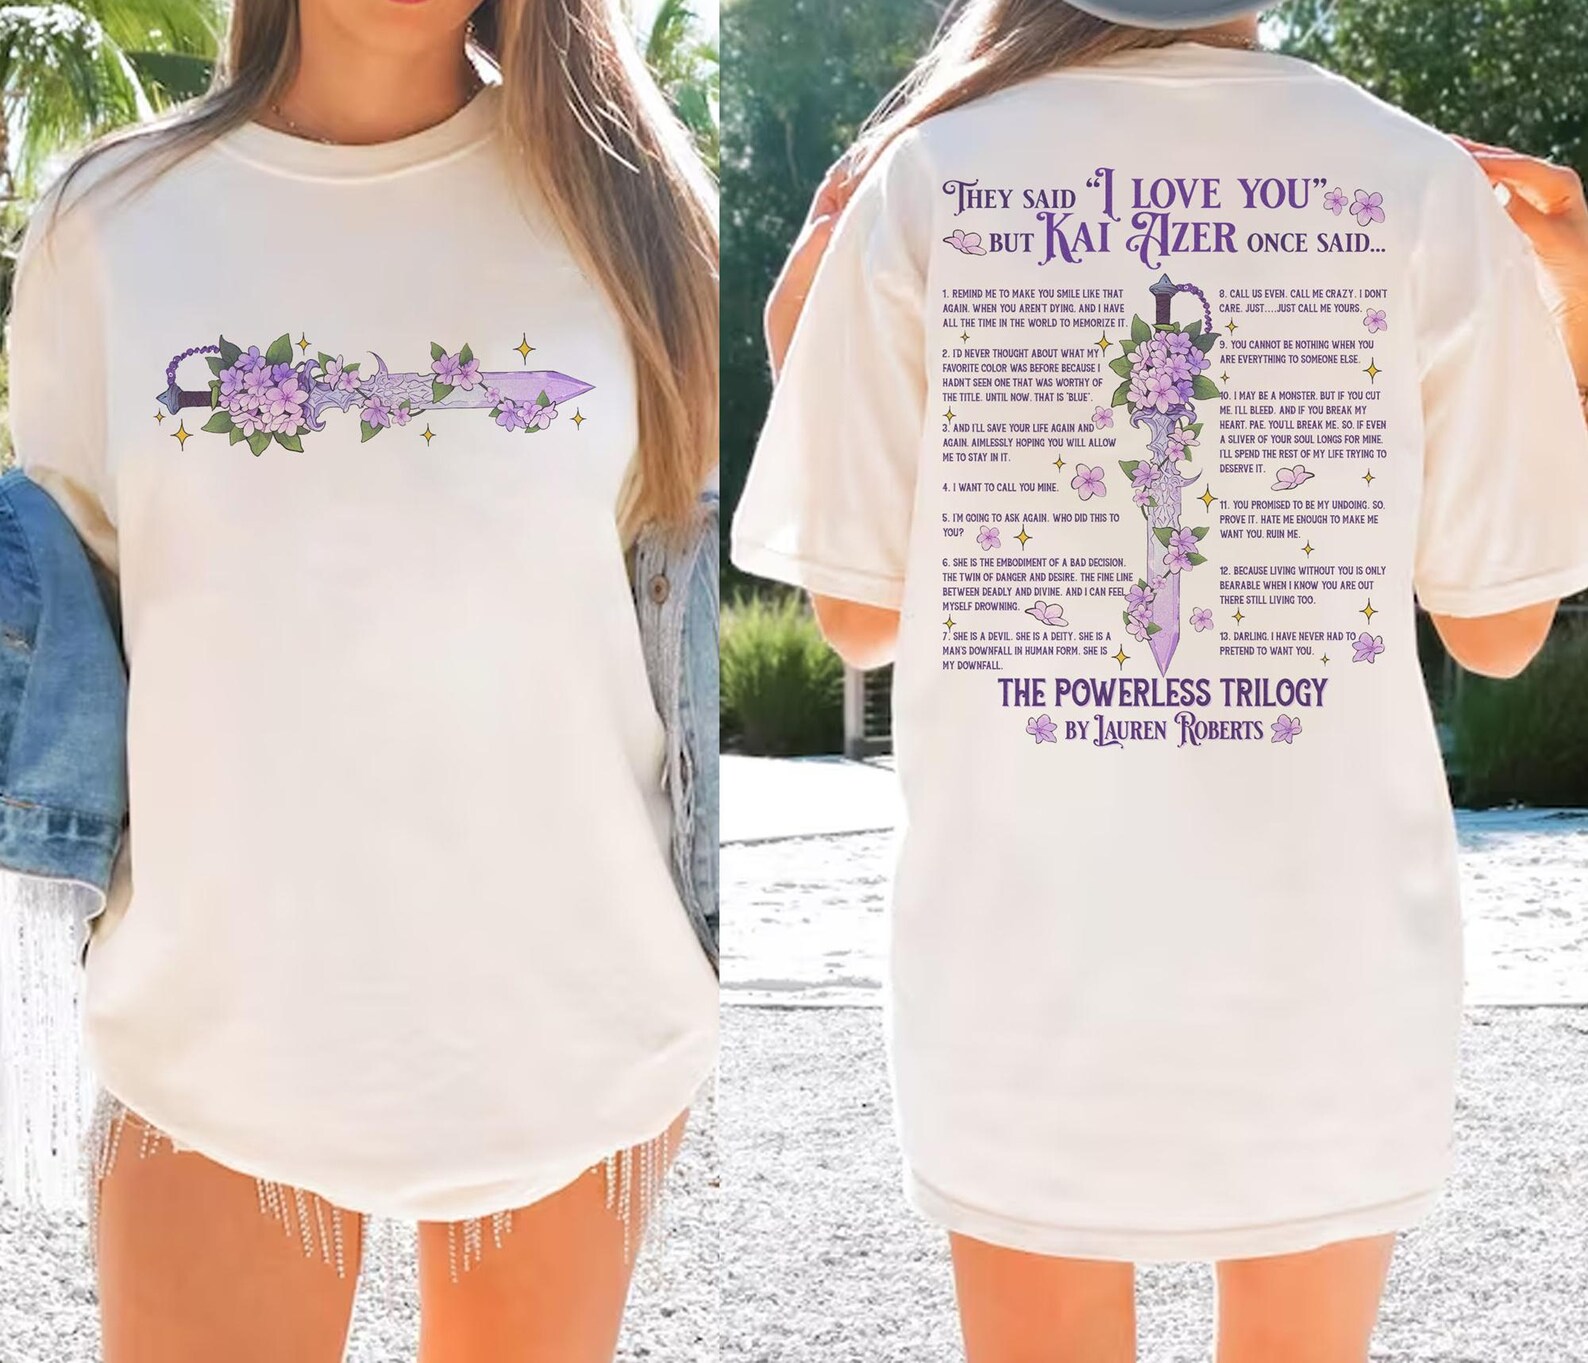 They said “I love you”
but Kai Azer once said...
1. Remind me to make you smile like that
again. When you aren't dying. And I have
all the time in the world to memorize it.
2. I'd never thought about what my
favorite color was before because I
hadn't seen one that was worthy of
the title. Until now. That is "blue".
3. And I'll save your life again and
again. Aimlessly hoping you will allow
me to stay in it.
4. I want to call you mine.
5. I'm going to ask again. Who did this to
you?
6. She is the embodiment of a bad decision.
The twin of danger and desire. The fine line
between deadly and divine. And I can feel
myself drowning.
7. She is a devil. She is a deity. She is a
man's downfall in human form. She is
my downfall.
8. Call us even. Call me crazy. I don't
care. Just....just call me yours.
9. You cannot be nothing when you
are everything to someone else.
10. I may be a monster. But if you cut
me. I'll bleed. And if you break my
heart. Pae. You'll break me. So. If even
a sliver of your soul longs for mine.
I'll spend the rest of my life trying to
deserve it.
11. You promised to be my undoing. So.
prove it. Hate me enough to make me
want you. Ruin me.
12. Because living without you is only
bearable when I know you are out
there still living too.
13. Darling. I have never had to
pretend to want you.
The Powerless Trilogy
by Lauren Roberts